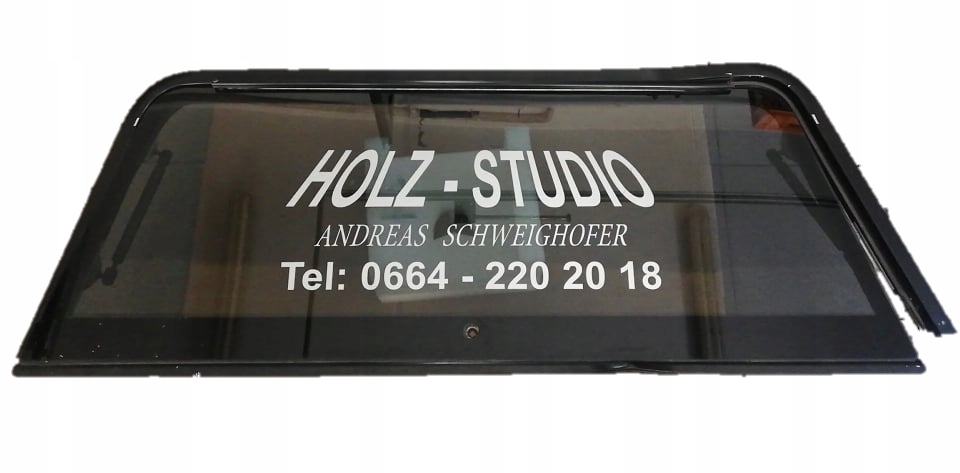 HOLZ - STUDIO
ANDREAS SCHWEIGHOFER
Tel: 0664 - 220 20 18